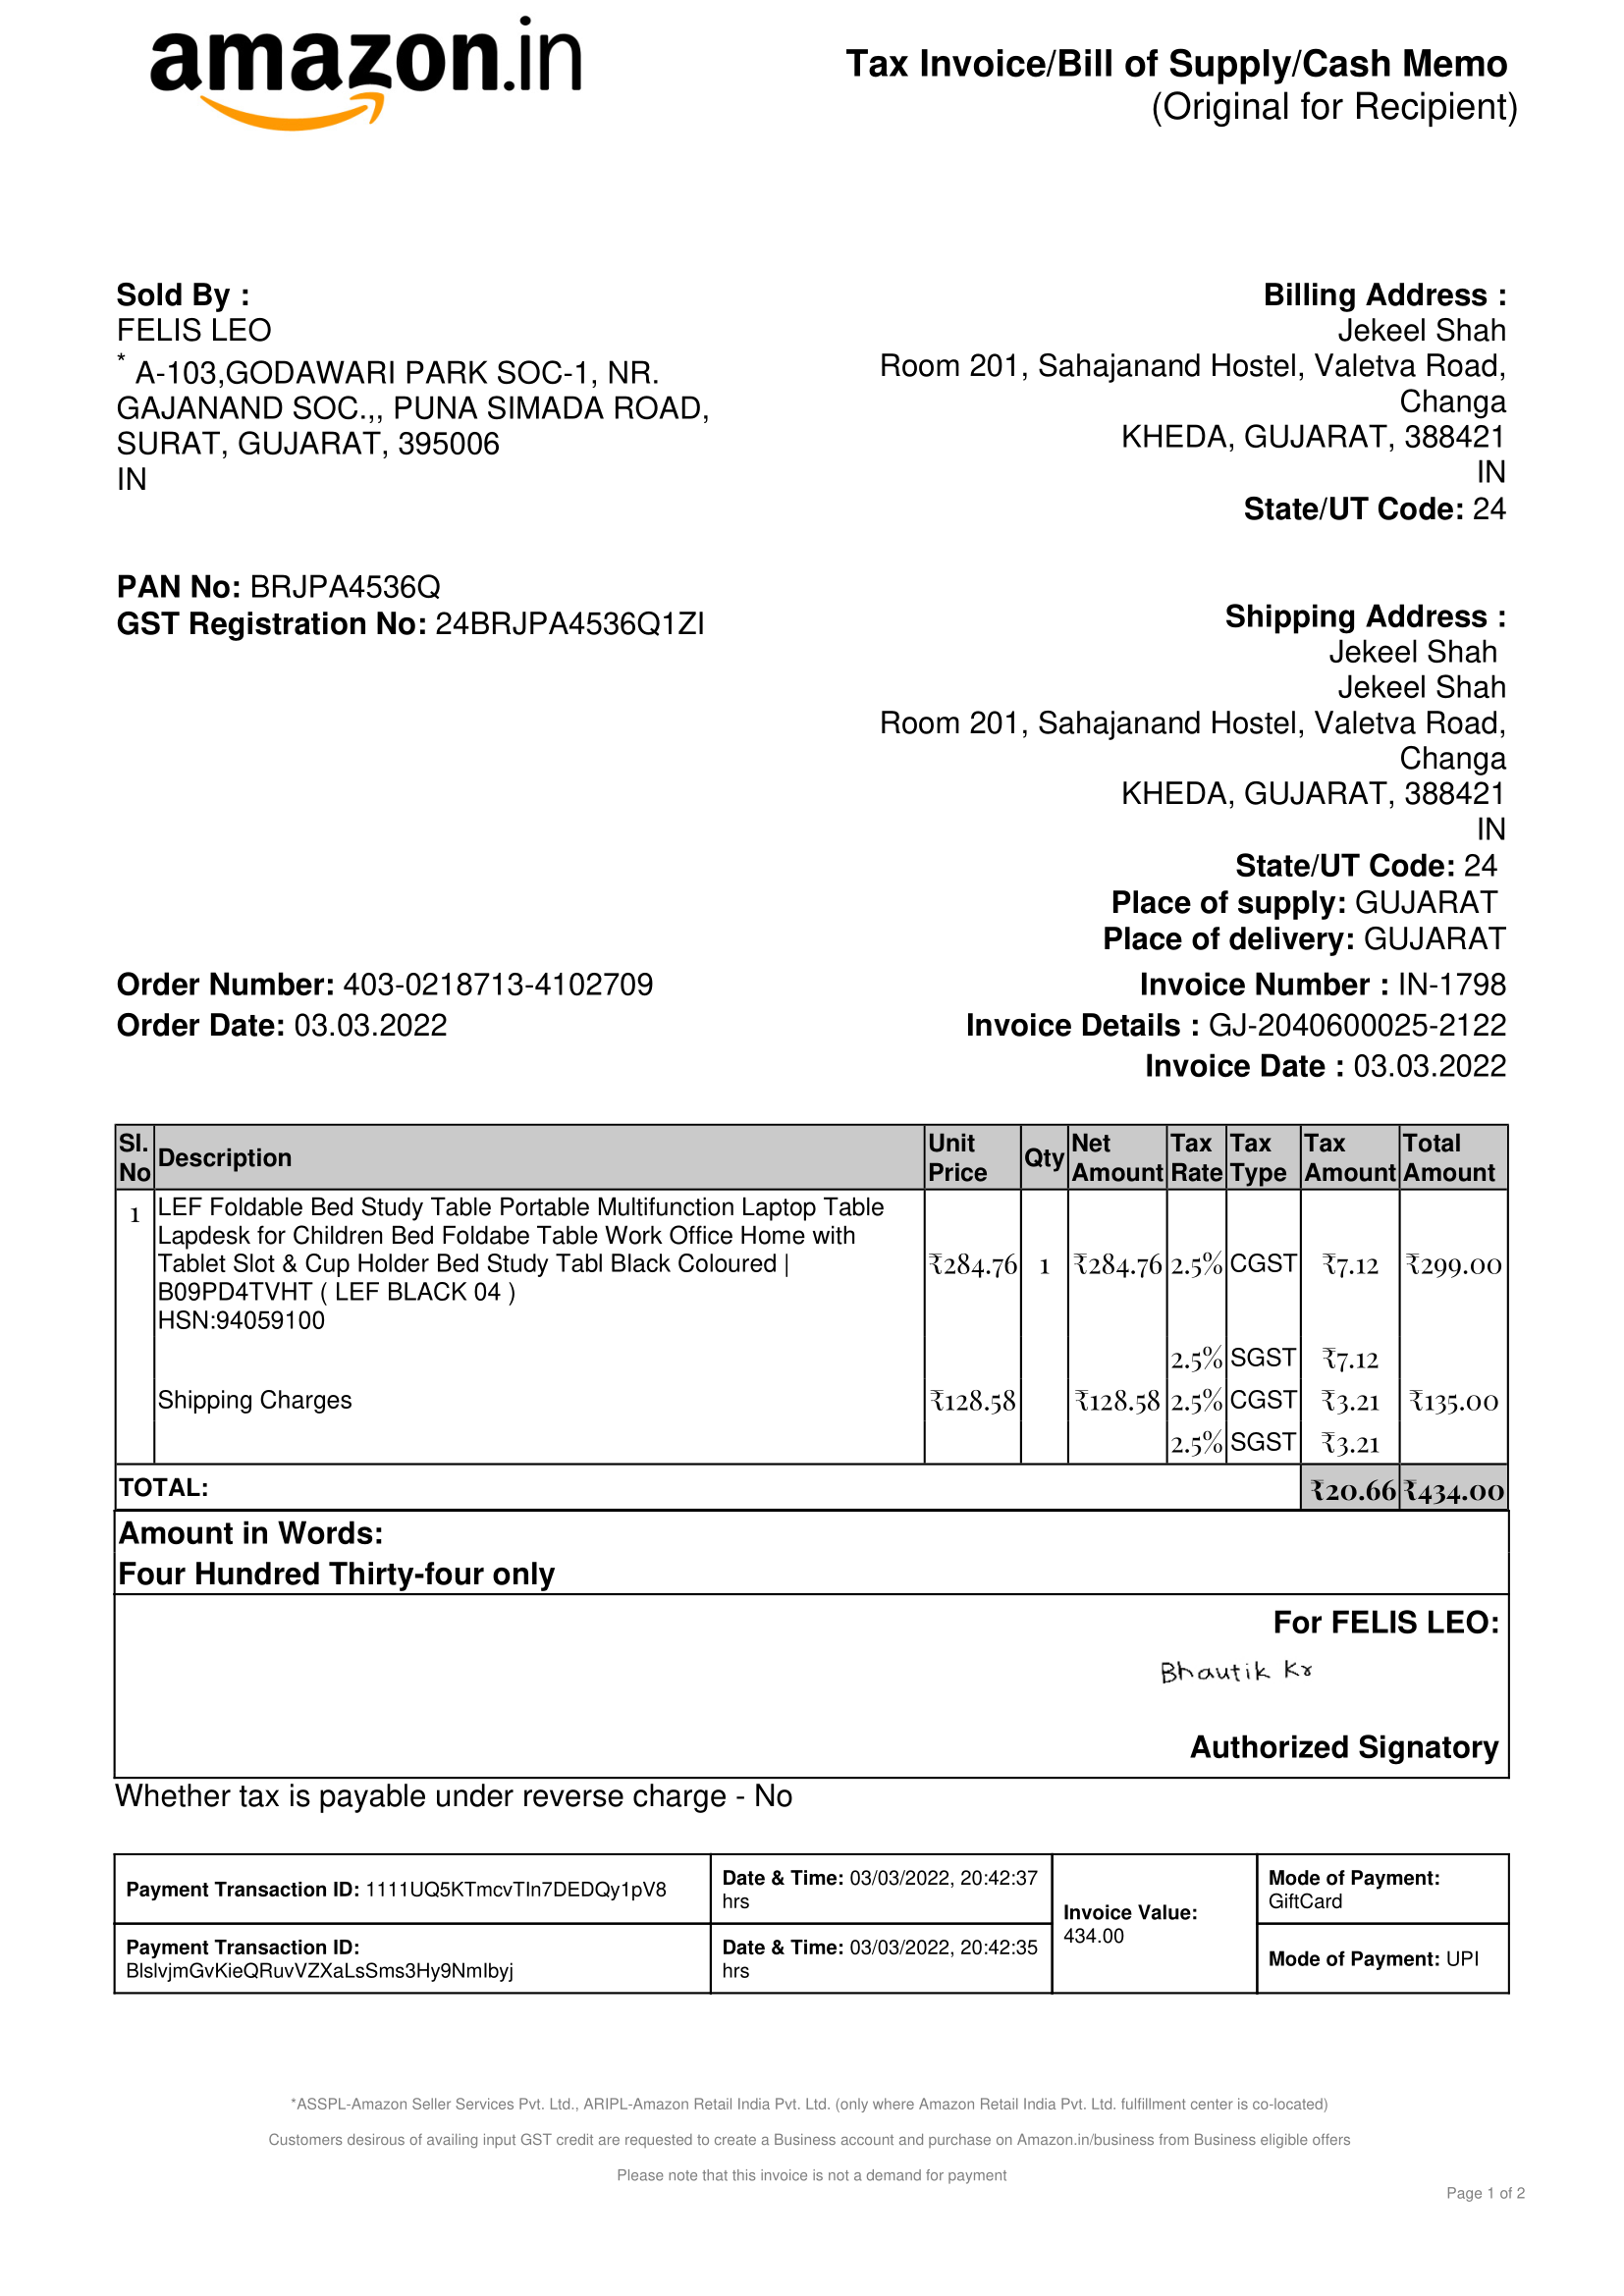 amazon.in
Tax Invoice/Bill of Supply/Cash Memo
(Original for Recipient)
Sold By :
FELIS LEO
* A-103,GODAWARI PARK SOC-1, NR.
GAJANAND SOC.,, PUNA SIMADA ROAD,
SURAT, GUJARAT, 395006
IN
PAN No: BRJPA4536Q
GST Registration No: 24BRJPA4536Q1ZI
Billing Address :
Jekeel Shah
Room 201, Sahajanand Hostel, Valetva Road,
Changa
KHEDA, GUJARAT, 388421
IN
State/UT Code: 24
Shipping Address :
Jekeel Shah
Jekeel Shah
Room 201, Sahajanand Hostel, Valetva Road,
Changa
KHEDA, GUJARAT, 388421
IN
State/UT Code: 24
Place of supply: GUJARAT
Place of delivery: GUJARAT
Order Number: 403-0218713-4102709
Order Date: 03.03.2022
Invoice Number : IN-1798
Invoice Details : GJ-2040600025-2122
Invoice Date : 03.03.2022
Sl. No Description Unit Price Qty Net Amount Tax Rate Tax Type Tax Amount Total Amount
1 LEF Foldable Bed Study Table Portable Multifunction Laptop Table
Lapdesk for Children Bed Foldabe Table Work Office Home with
Tablet Slot & Cup Holder Bed Study Tabl Black Coloured | ₹284.76 1 ₹284.76 2.5% CGST ₹7.12 ₹299.00
B09PD4TVHT ( LEF BLACK 04 )
HSN:94059100
2.5% SGST ₹7.12
Shipping Charges ₹128.58 ₹128.58 2.5% CGST ₹3.21 ₹135.00
2.5% SGST ₹3.21
TOTAL: ₹20.66 ₹434.00
Amount in Words:
Four Hundred Thirty-four only
For FELIS LEO:
Bhautik Kr
Authorized Signatory
Whether tax is payable under reverse charge - No
Payment Transaction ID: 1111UQ5KTmcvTIn7DEDQy1pV8
Date & Time: 03/03/2022, 20:42:37
hrs
Invoice Value:
434.00
Mode of Payment:
GiftCard
Payment Transaction ID:
BlslvjmGvKieQRuvVZXaLsSms3Hy9NmIbyj
Date & Time: 03/03/2022, 20:42:35
hrs
Mode of Payment: UPI
*ASSPL-Amazon Seller Services Pvt. Ltd., ARIPL-Amazon Retail India Pvt. Ltd. (only where Amazon Retail India Pvt. Ltd. fulfillment center is co-located)
Customers desirous of availing input GST credit are requested to create a Business account and purchase on Amazon.in/business from Business eligible offers
Please note that this invoice is not a demand for payment
Page 1 of 2